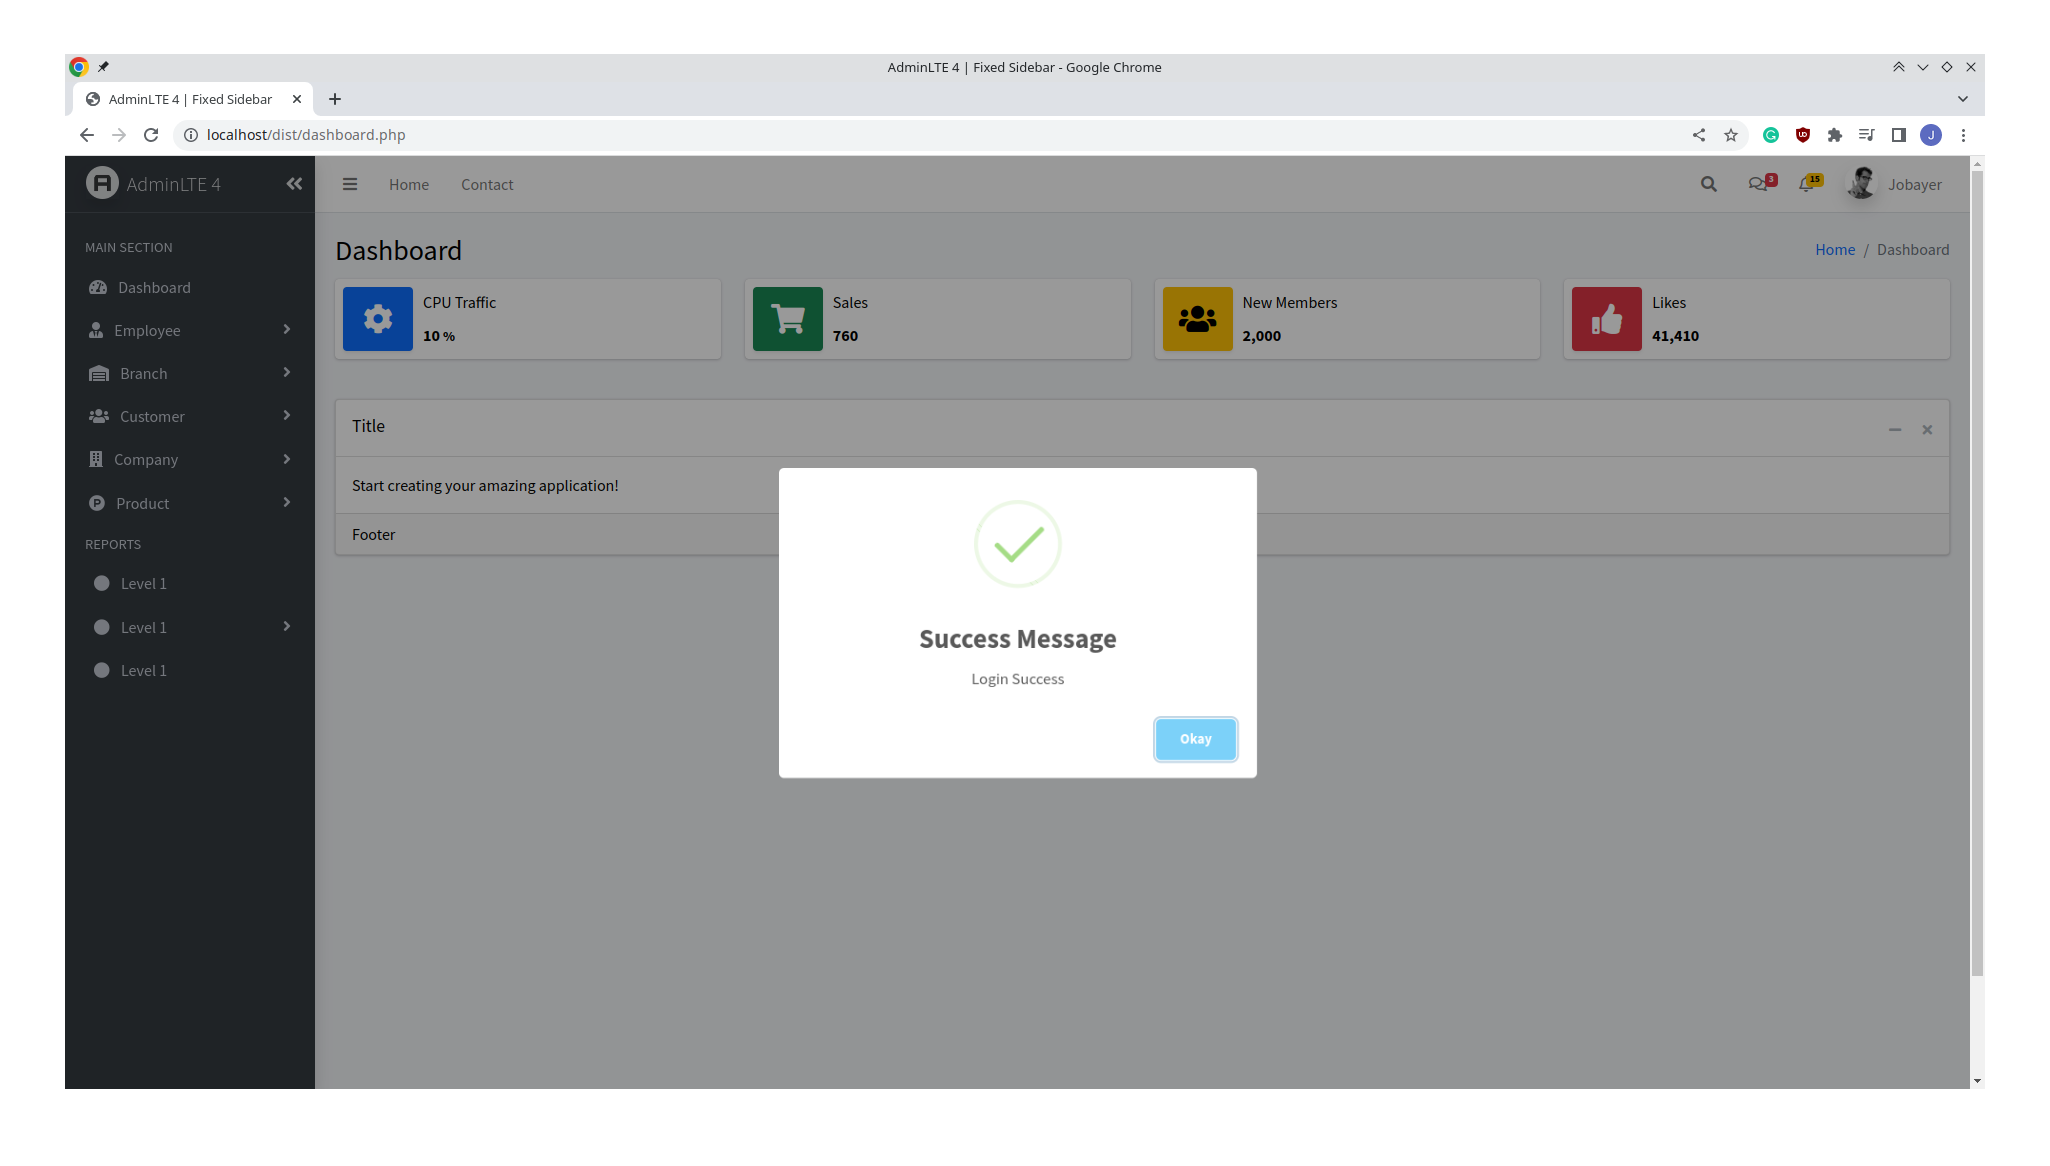 AdminLTE 4 | Fixed Sidebar - Google Chrome
AdminLTE 4 | Fixed Sidebar
localhost/dist/dashboard.php
J
AdminLTE 4
Home
Contact
3
15
Jobayer
MAIN SECTION
Dashboard
Employee
Branch
Customer
Company
Product
REPORTS
Level 1
Level 1
Level 1
Dashboard
Home / Dashboard
CPU Traffic
10 %
Sales
760
New Members
2,000
Likes
41,410
Title
Start creating your amazing application!
Footer
Success Message
Login Success
Okay